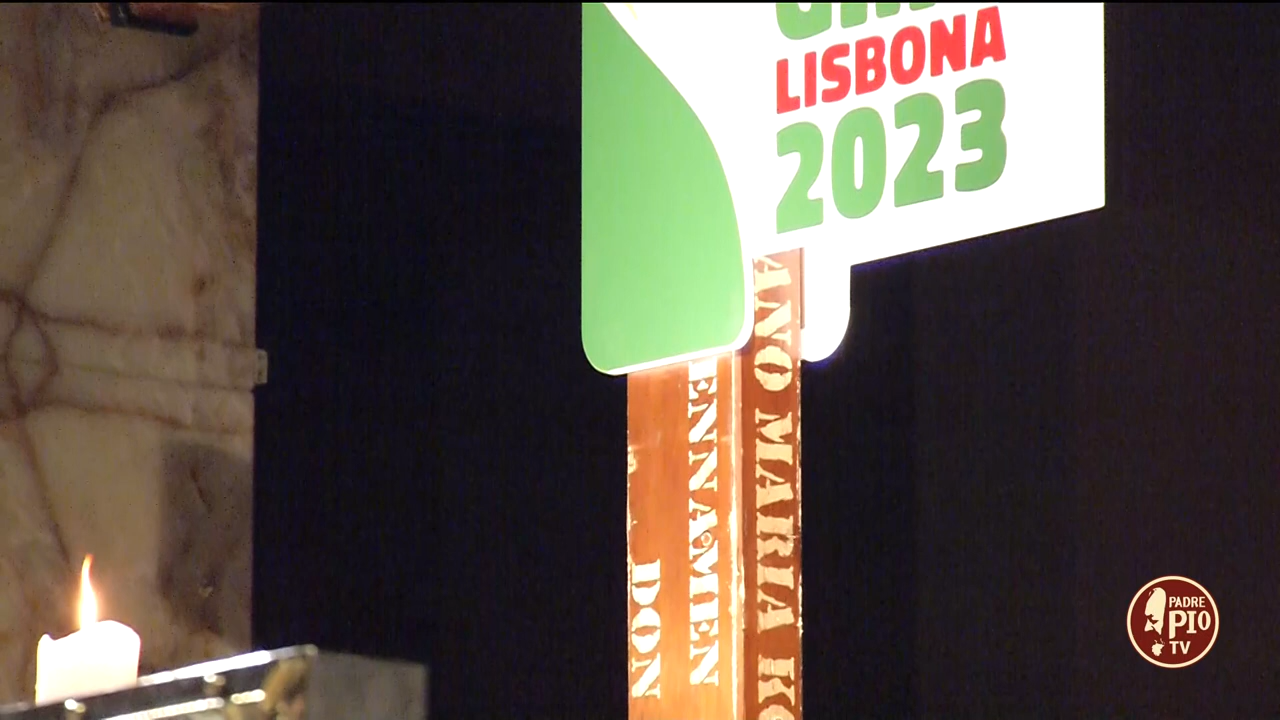 LISBONA
2023
ANO MARIA KO
ENNAMEN
DON
PADRE
PIO
TV